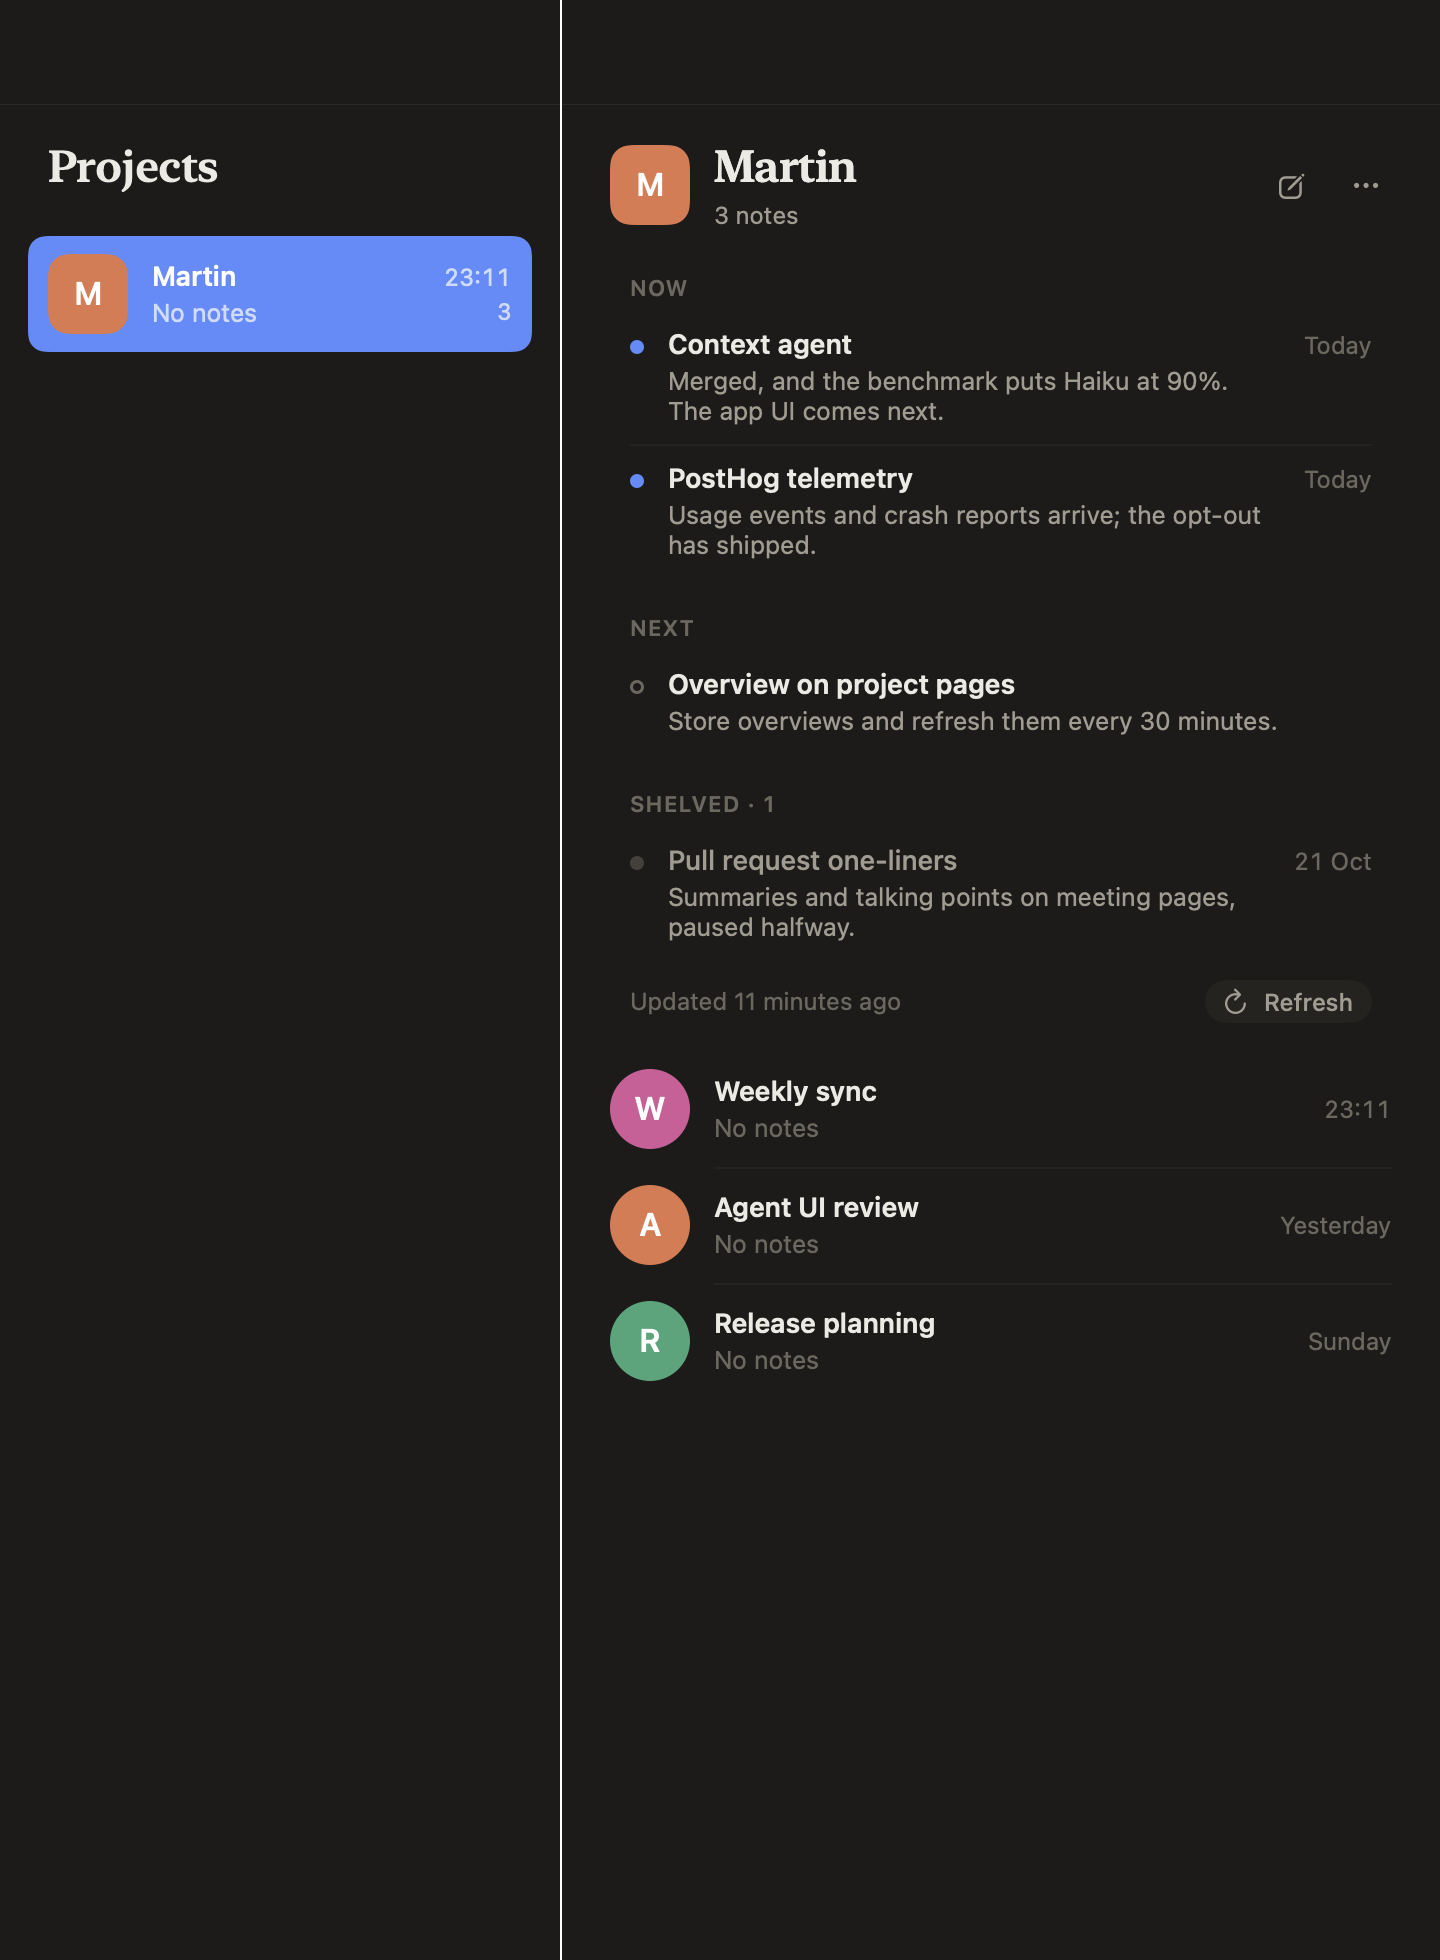 Projects
M
Martin
23:11
No notes
3
M
Martin
3 notes
NOW
Context agent
Today
Merged, and the benchmark puts Haiku at 90%.
The app UI comes next.
PostHog telemetry
Today
Usage events and crash reports arrive; the opt-out
has shipped.
NEXT
Overview on project pages
Store overviews and refresh them every 30 minutes.
SHELVED · 1
Pull request one-liners
21 Oct
Summaries and talking points on meeting pages,
paused halfway.
Updated 11 minutes ago
Refresh
W
Weekly sync
No notes
23:11
A
Agent UI review
No notes
Yesterday
R
Release planning
No notes
Sunday